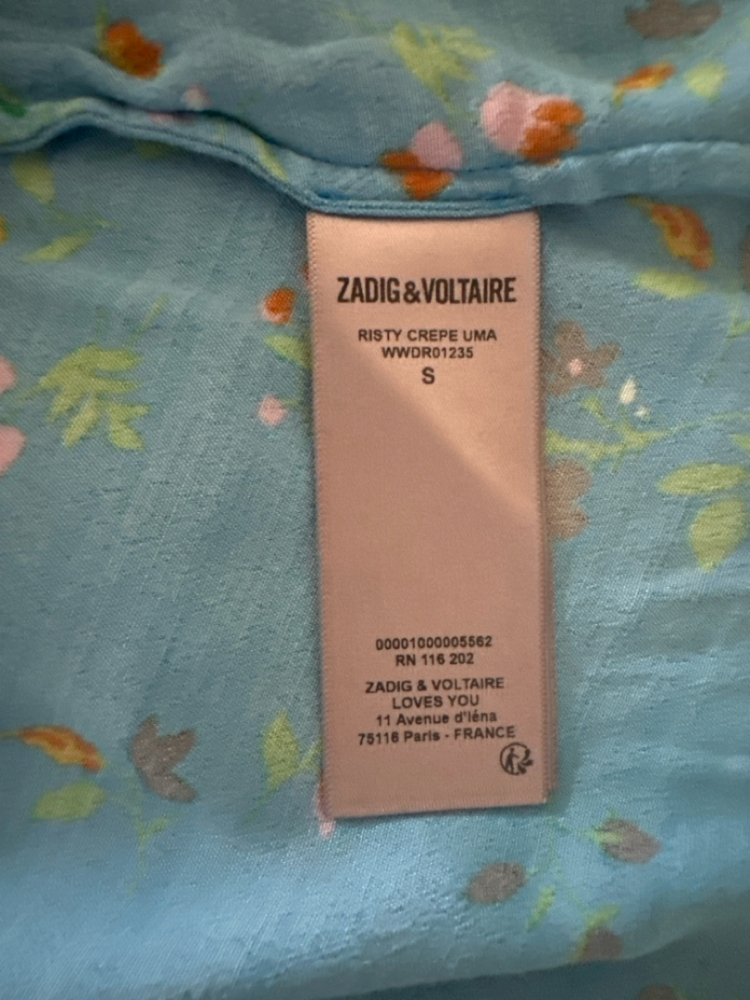 ZADIG&VOLTAIRE
RISTY CREPE UMA
WWDR01235
S
00001000005562
RN 116 202
ZADIG & VOLTAIRE
LOVES YOU
11 Avenue d'Iéna
75116 Paris - FRANCE